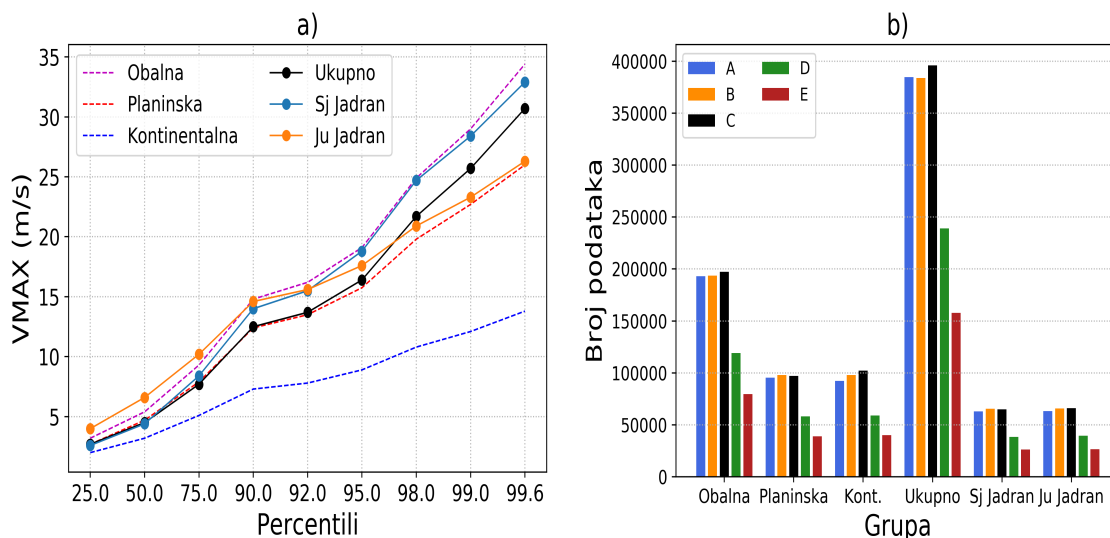 a)
VMAX (m/s)
35
30
25
20
15
10
5
Obalna
Planinska
Kontinentalna
Ukupno
Sj Jadran
Ju Jadran
25.0 50.0 75.0 90.0 92.0 95.0 98.0 99.0 99.6
Percentili
b)
Broj podataka
400000
350000
300000
250000
200000
150000
100000
50000
0
A
B
C
D
E
Obalna Planinska Kont. Ukupno Sj Jadran Ju Jadran
Grupa